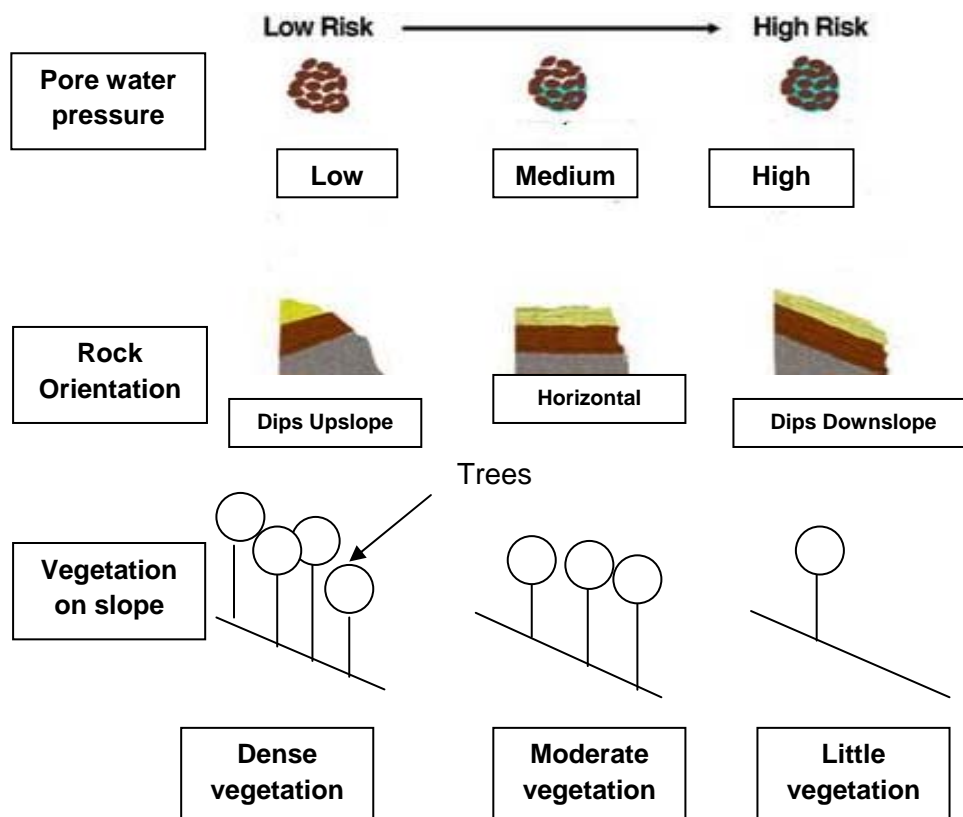 Low Risk
High Risk
Pore water
pressure
Low
Medium
High
Rock
Orientation
Dips Upslope
Horizontal
Dips Downslope
Trees
Vegetation
on slope
Dense
vegetation
Moderate
vegetation
Little
vegetation